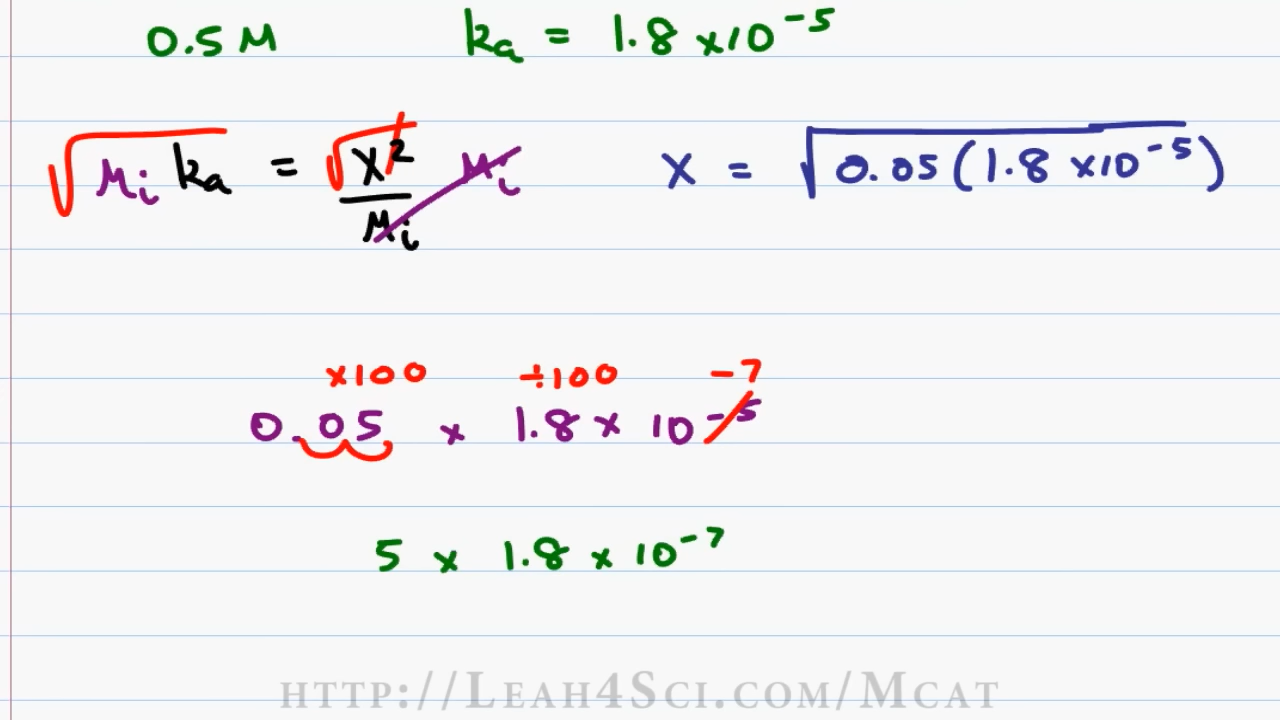 0.5 M ka = 1.8 x10⁻⁵
√Mi ka = √X²/Mi Mi X = √0.05 (1.8 x10⁻⁵)
x100 ÷100 -7
0.05 x 1.8 x 10⁻⁵
5 x 1.8 x 10⁻⁷
http://Leah4Sci.com/Mcat